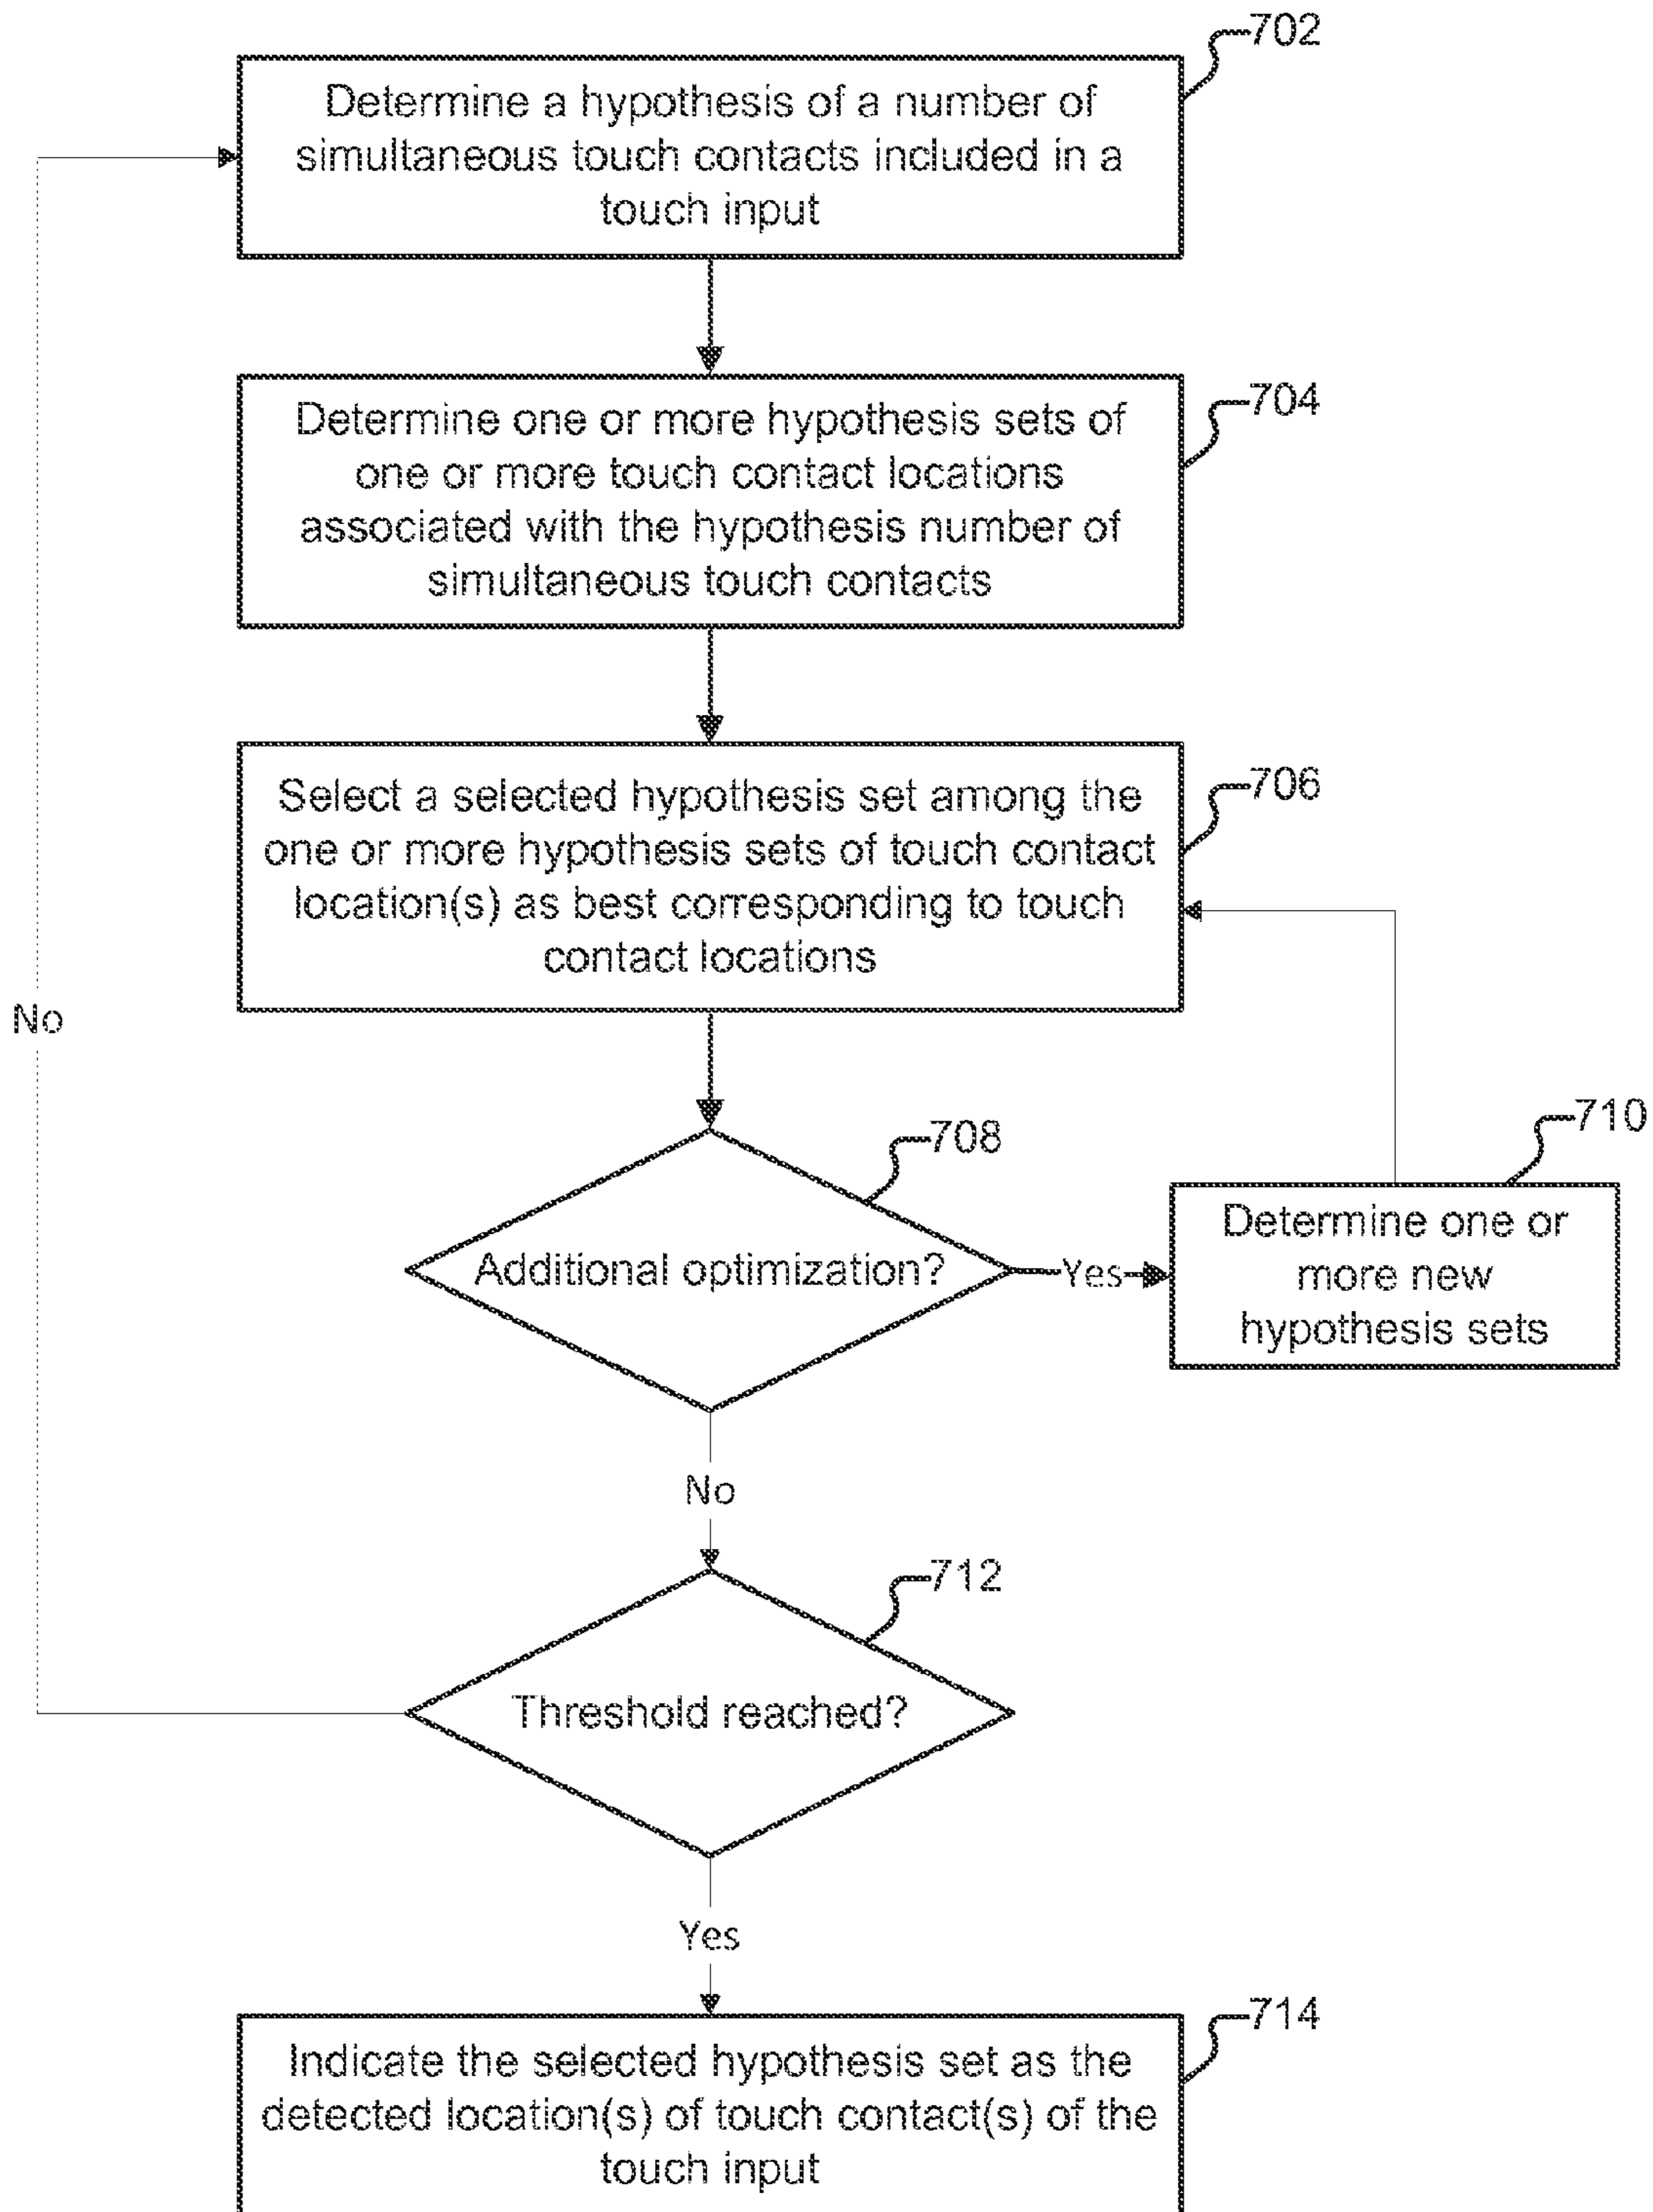 702
Determine a hypothesis of a number of
simultaneous touch contacts included in a
touch input
704
Determine one or more hypothesis sets of
one or more touch contact locations
associated with the hypothesis number of
simultaneous touch contacts
706
Select a selected hypothesis set among the
one or more hypothesis sets of touch contact
location(s) as best corresponding to touch
contact locations
No
708
Additional optimization?
Yes
710
Determine one or
more new
hypothesis sets
No
712
Threshold reached?
Yes
714
Indicate the selected hypothesis set as the
detected location(s) of touch contact(s) of the
touch input